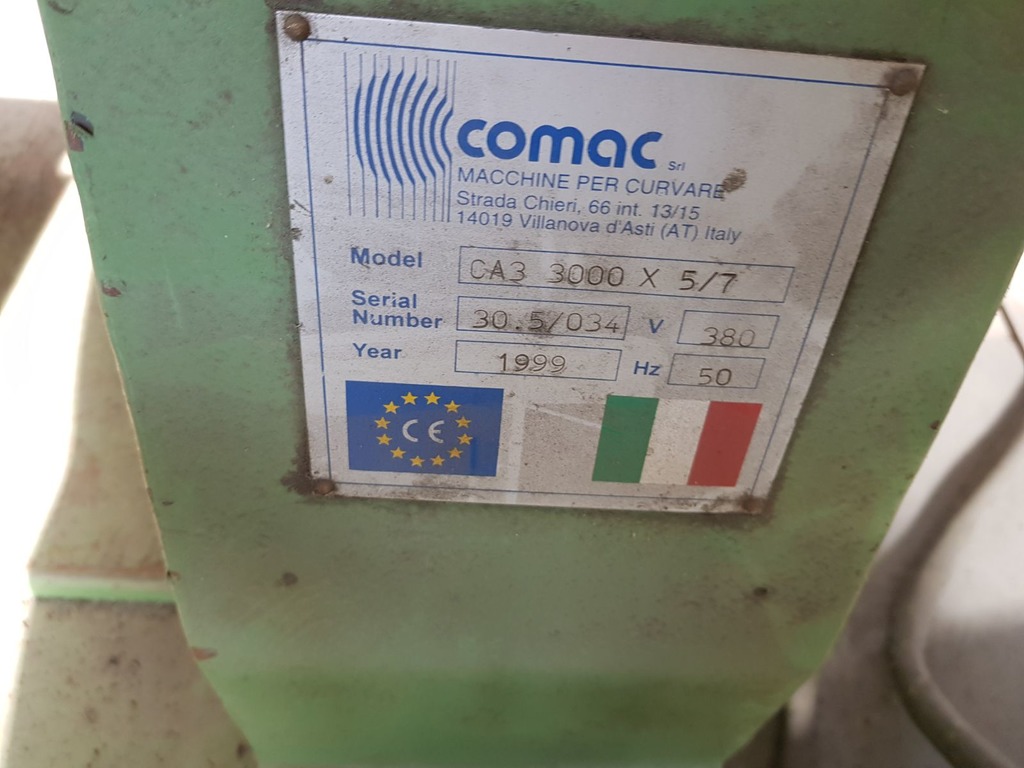 comac Srl
MACCHINE PER CURVARE
Strada Chieri, 66 int. 13/15
14019 Villanova d'Asti (AT) Italy
Model CA3 3000 X 5/7
Serial Number 30.5/034 V 380
Year 1999 Hz 50
CE